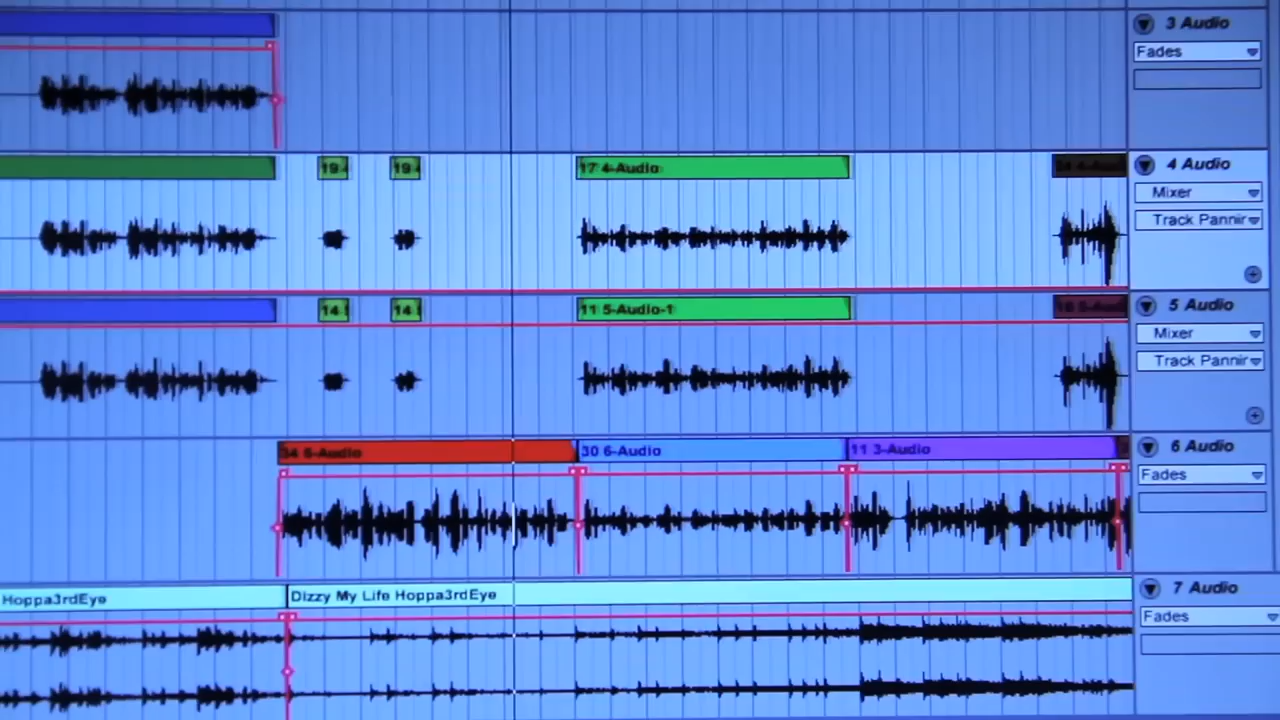 3 Audio
Fades
19
19
17 4-Audio
4 Audio
Mixer
Track Pannir
14
14
11 5-Audio-1
5 Audio
Mixer
Track Pannir
34 6-Audio
30 6-Audio
11 3-Audio
6 Audio
Fades
Hoppa3rdEye
Dizzy My Life Hoppa3rdEye
7 Audio
Fades